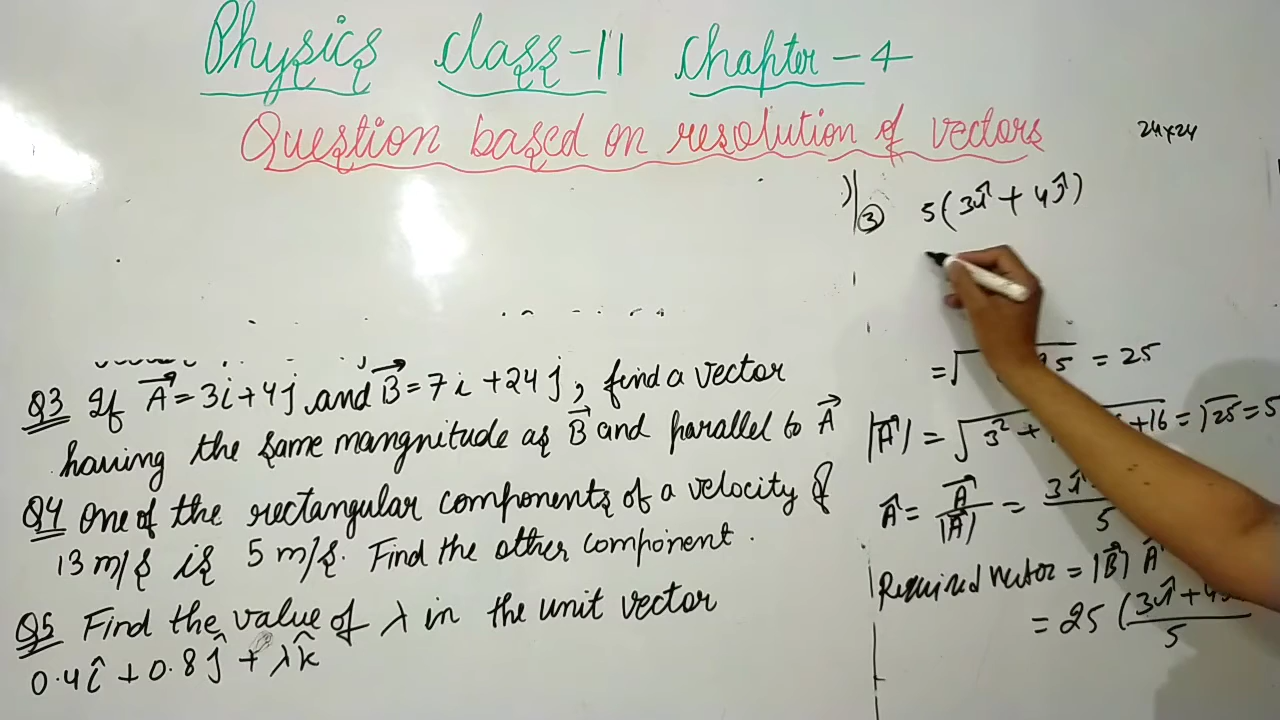 Physics class-11 Chapter-4
Question based on resolution of vectors
24×24
Q3 If A⃗ = 3i+4j and B⃗ = 7i +24j, find a vector
having the same mangnitude as B⃗ and parallel to A⃗
Q4 One of the rectangular components of a velocity of
13 m/s is 5 m/s. Find the other component.
Q5 Find the value of λ in the unit vector
0.4î + 0.8ĵ + λk̂
③ 5(3î + 4ĵ)
= √ 25 = 25
|A⃗| = √3² + +16 = √25 = 5
Â = A⃗/|A⃗| = 3î /5
Required vector = |B⃗| Â
= 25 (3î+4ĵ/5